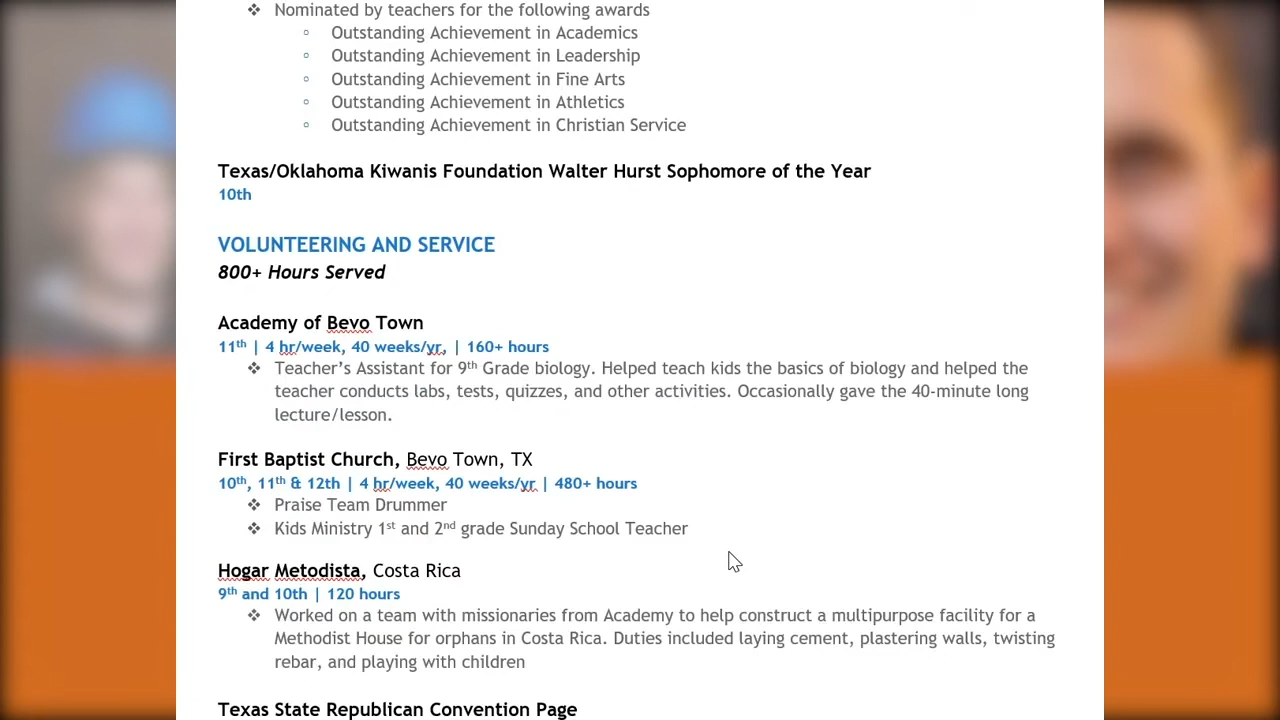 ❖ Nominated by teachers for the following awards
○ Outstanding Achievement in Academics
○ Outstanding Achievement in Leadership
○ Outstanding Achievement in Fine Arts
○ Outstanding Achievement in Athletics
○ Outstanding Achievement in Christian Service
Texas/Oklahoma Kiwanis Foundation Walter Hurst Sophomore of the Year
10th
VOLUNTEERING AND SERVICE
800+ Hours Served
Academy of Bevo Town
11th | 4 hr/week, 40 weeks/yr, | 160+ hours
❖ Teacher’s Assistant for 9th Grade biology. Helped teach kids the basics of biology and helped the
teacher conducts labs, tests, quizzes, and other activities. Occasionally gave the 40-minute long
lecture/lesson.
First Baptist Church, Bevo Town, TX
10th, 11th & 12th | 4 hr/week, 40 weeks/yr | 480+ hours
❖ Praise Team Drummer
❖ Kids Ministry 1st and 2nd grade Sunday School Teacher
Hogar Metodista, Costa Rica
9th and 10th | 120 hours
❖ Worked on a team with missionaries from Academy to help construct a multipurpose facility for a
Methodist House for orphans in Costa Rica. Duties included laying cement, plastering walls, twisting
rebar, and playing with children
Texas State Republican Convention Page